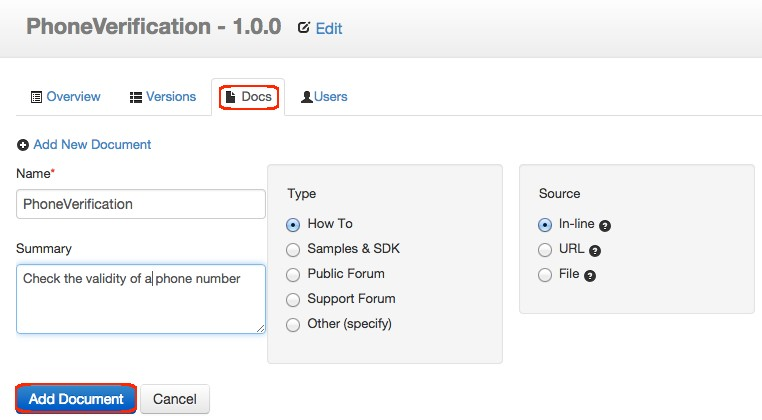 PhoneVerification - 1.0.0 Edit
Overview Versions Docs Users
Add New Document
Name*
PhoneVerification
Summary
Check the validity of a phone number
Type
How To
Samples & SDK
Public Forum
Support Forum
Other (specify)
Source
In-line ?
URL ?
File ?
Add Document Cancel